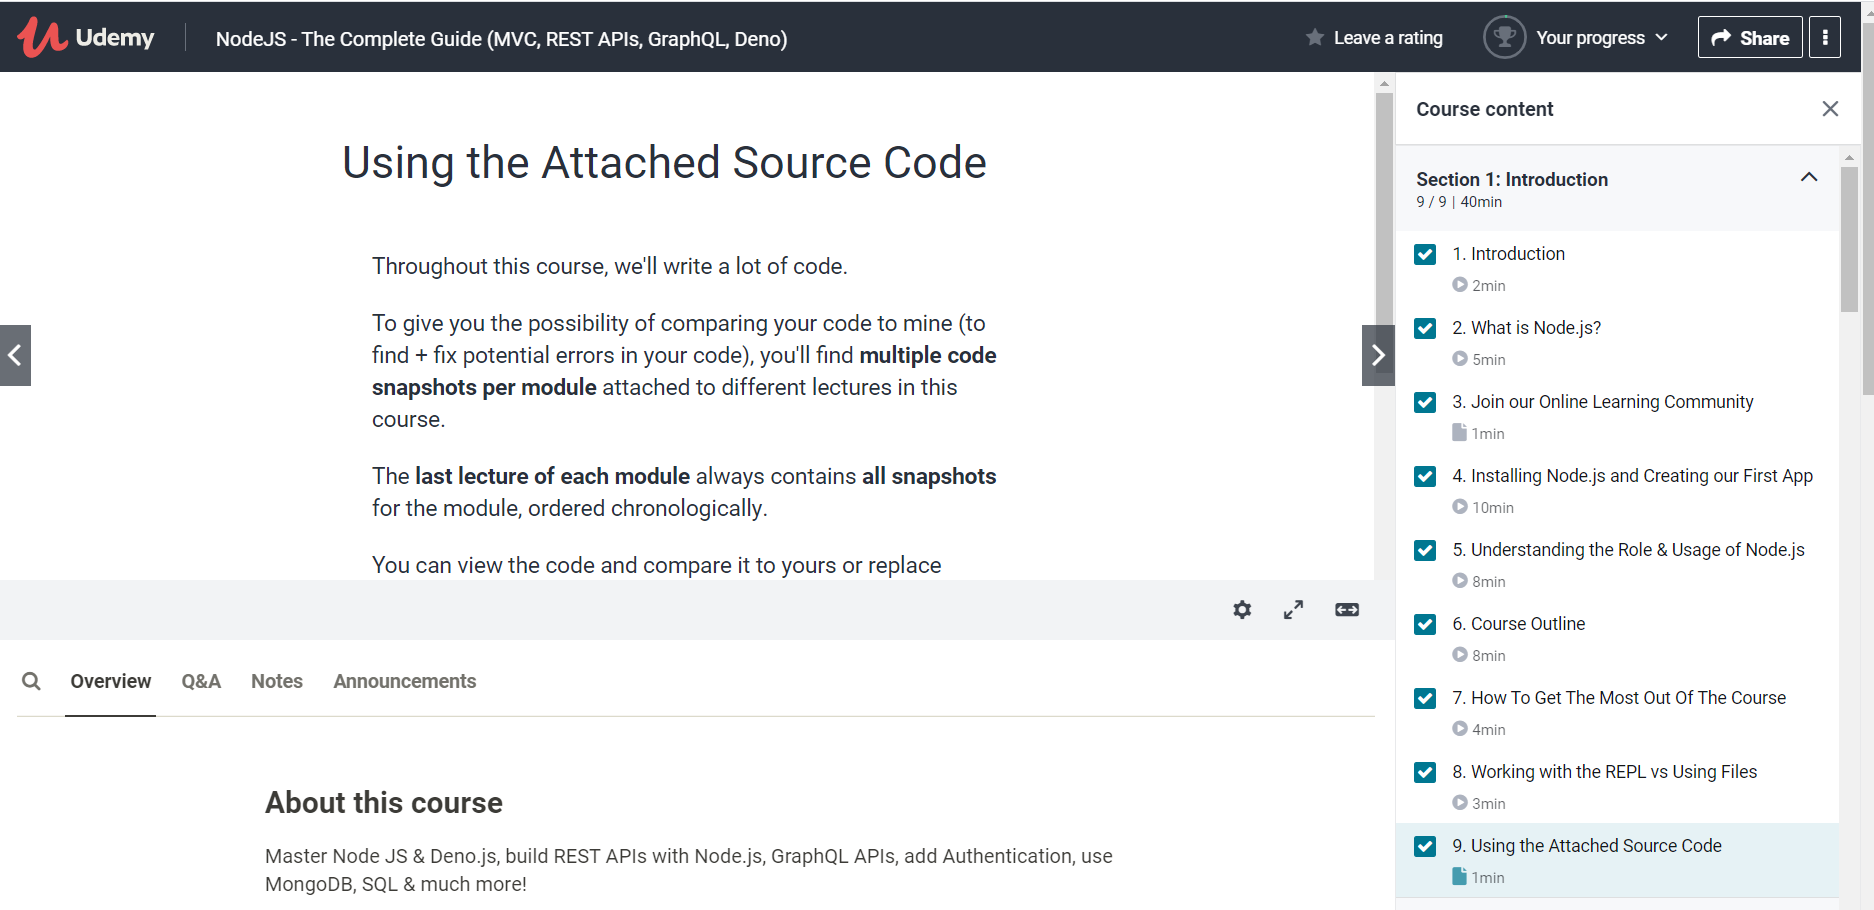 Udemy
NodeJS - The Complete Guide (MVC, REST APIs, GraphQL, Deno)
Leave a rating
Your progress
Share
Using the Attached Source Code
Throughout this course, we'll write a lot of code.
To give you the possibility of comparing your code to mine (to
find + fix potential errors in your code), you'll find multiple code
snapshots per module attached to different lectures in this
course.
The last lecture of each module always contains all snapshots
for the module, ordered chronologically.
You can view the code and compare it to yours or replace
Overview
Q&A
Notes
Announcements
About this course
Master Node JS & Deno.js, build REST APIs with Node.js, GraphQL APIs, add Authentication, use
MongoDB, SQL & much more!
Course content
Section 1: Introduction
9 / 9 | 40min
1. Introduction
2min
2. What is Node.js?
5min
3. Join our Online Learning Community
1min
4. Installing Node.js and Creating our First App
10min
5. Understanding the Role & Usage of Node.js
8min
6. Course Outline
8min
7. How To Get The Most Out Of The Course
4min
8. Working with the REPL vs Using Files
3min
9. Using the Attached Source Code
1min